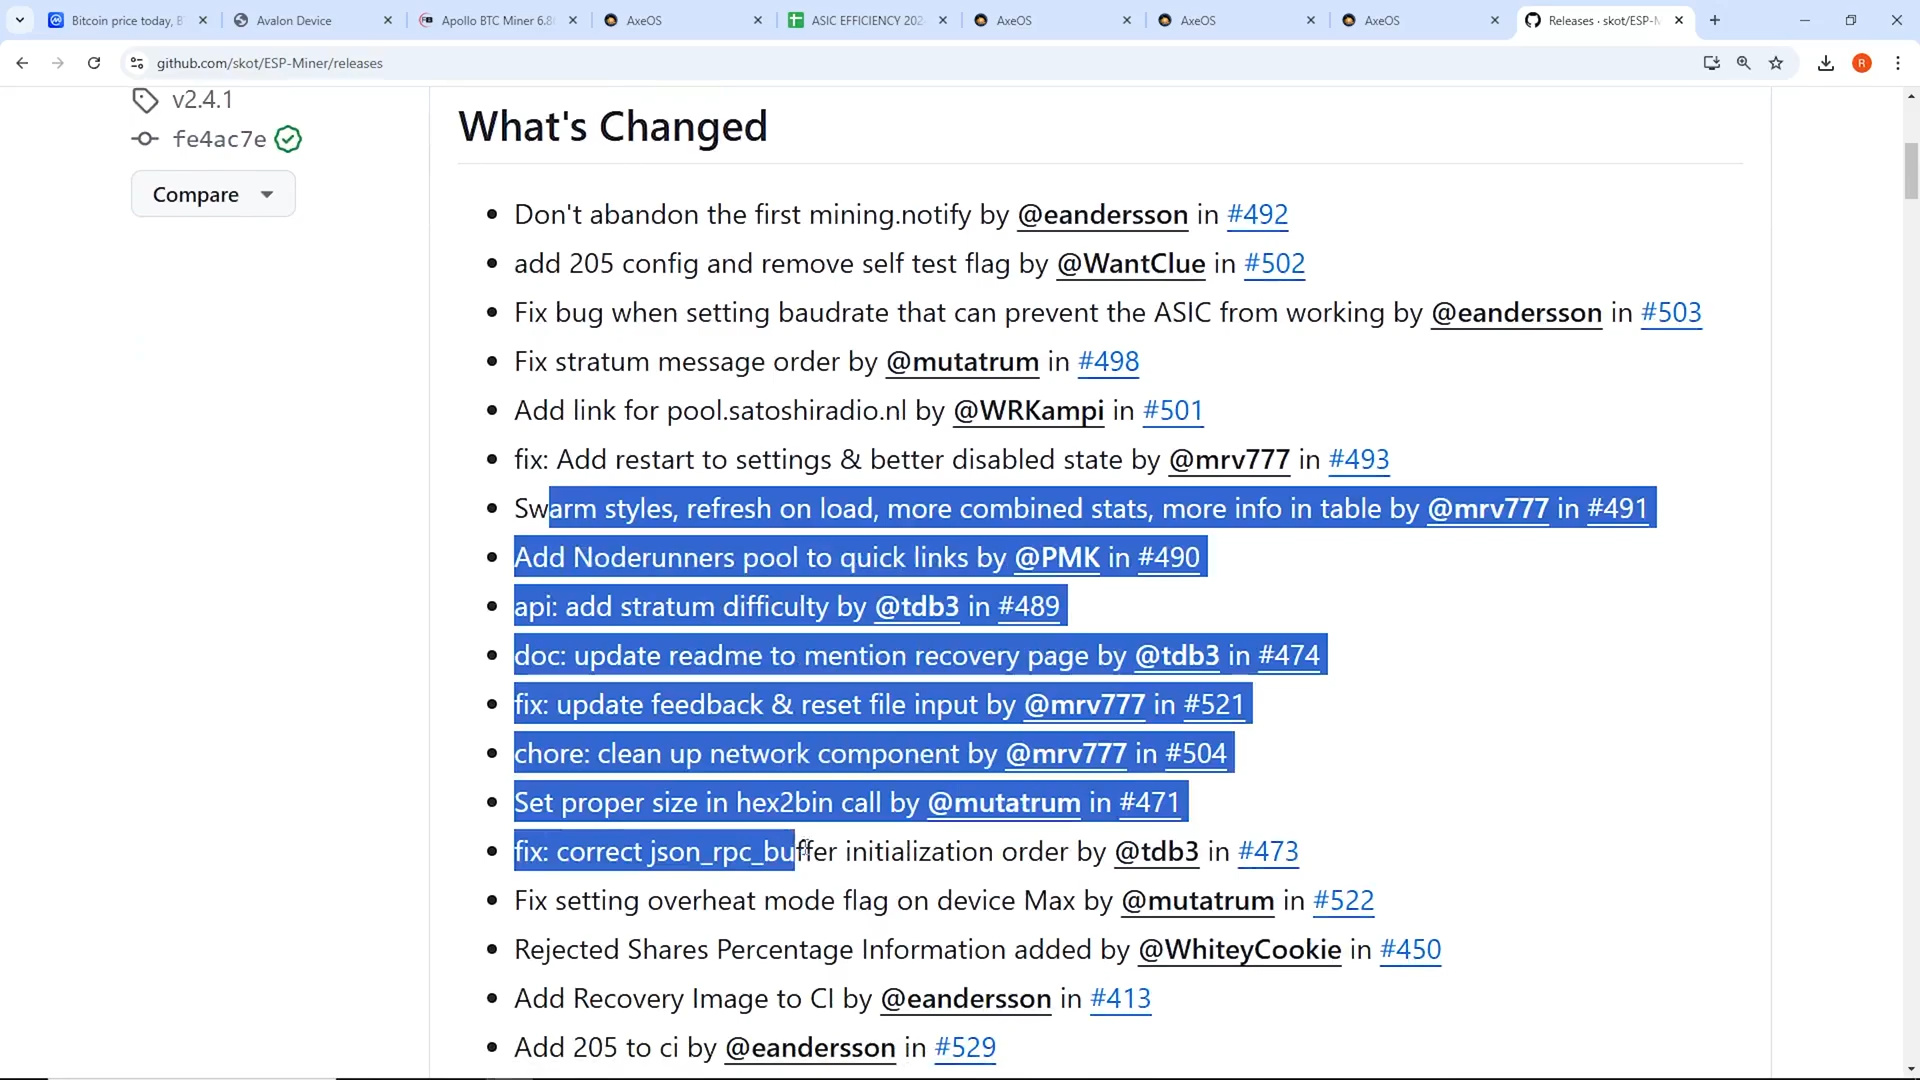 Bitcoin price today, B
Avalon Device
Apollo BTC Miner 6.8
AxeOS
ASIC EFFICIENCY 202
AxeOS
AxeOS
AxeOS
Releases · skot/ESP-M
github.com/skot/ESP-Miner/releases
R
v2.4.1
fe4ac7e
Compare
What's Changed
Don't abandon the first mining.notify by @eandersson in #492
add 205 config and remove self test flag by @WantClue in #502
Fix bug when setting baudrate that can prevent the ASIC from working by @eandersson in #503
Fix stratum message order by @mutatrum in #498
Add link for pool.satoshiradio.nl by @WRKampi in #501
fix: Add restart to settings & better disabled state by @mrv777 in #493
Swarm styles, refresh on load, more combined stats, more info in table by @mrv777 in #491
Add Noderunners pool to quick links by @PMK in #490
api: add stratum difficulty by @tdb3 in #489
doc: update readme to mention recovery page by @tdb3 in #474
fix: update feedback & reset file input by @mrv777 in #521
chore: clean up network component by @mrv777 in #504
Set proper size in hex2bin call by @mutatrum in #471
fix: correct json_rpc_buffer initialization order by @tdb3 in #473
Fix setting overheat mode flag on device Max by @mutatrum in #522
Rejected Shares Percentage Information added by @WhiteyCookie in #450
Add Recovery Image to CI by @eandersson in #413
Add 205 to ci by @eandersson in #529